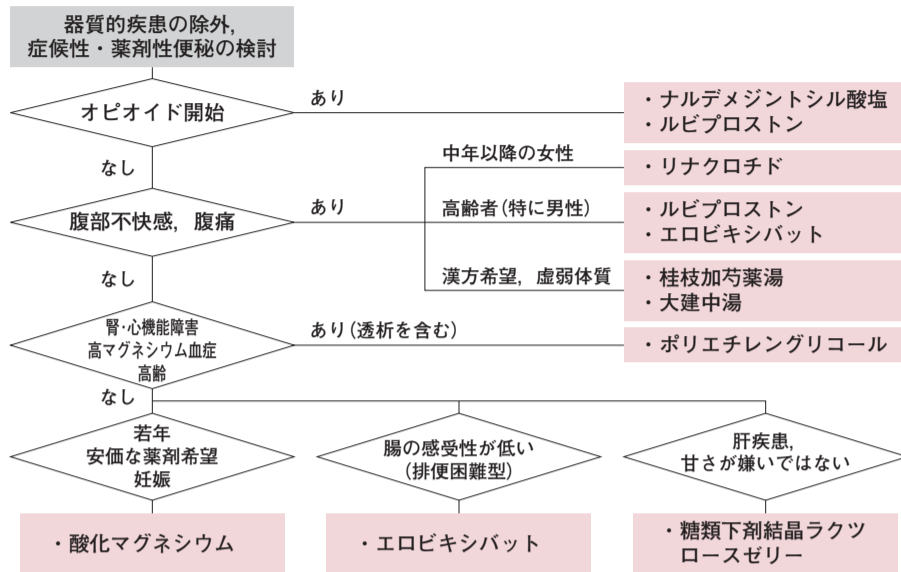 器質的疾患の除外,
症候性・薬剤性便秘の検討
オピオイド開始
あり
・ナルデメジントシル酸塩
・ルビプロストン
なし
腹部不快感, 腹痛
あり
中年以降の女性
・リナクロチド
高齢者(特に男性)
・ルビプロストン
・エロビキシバット
漢方希望, 虚弱体質
・桂枝加芍薬湯
・大建中湯
なし
腎・心機能障害
高マグネシウム血症
高齢
あり(透析を含む)
・ポリエチレングリコール
なし
若年
安価な薬剤希望
妊娠
・酸化マグネシウム
腸の感受性が低い
(排便困難型)
・エロビキシバット
肝疾患,
甘さが嫌いではない
・糖類下剤結晶ラクツ
ロースゼリー